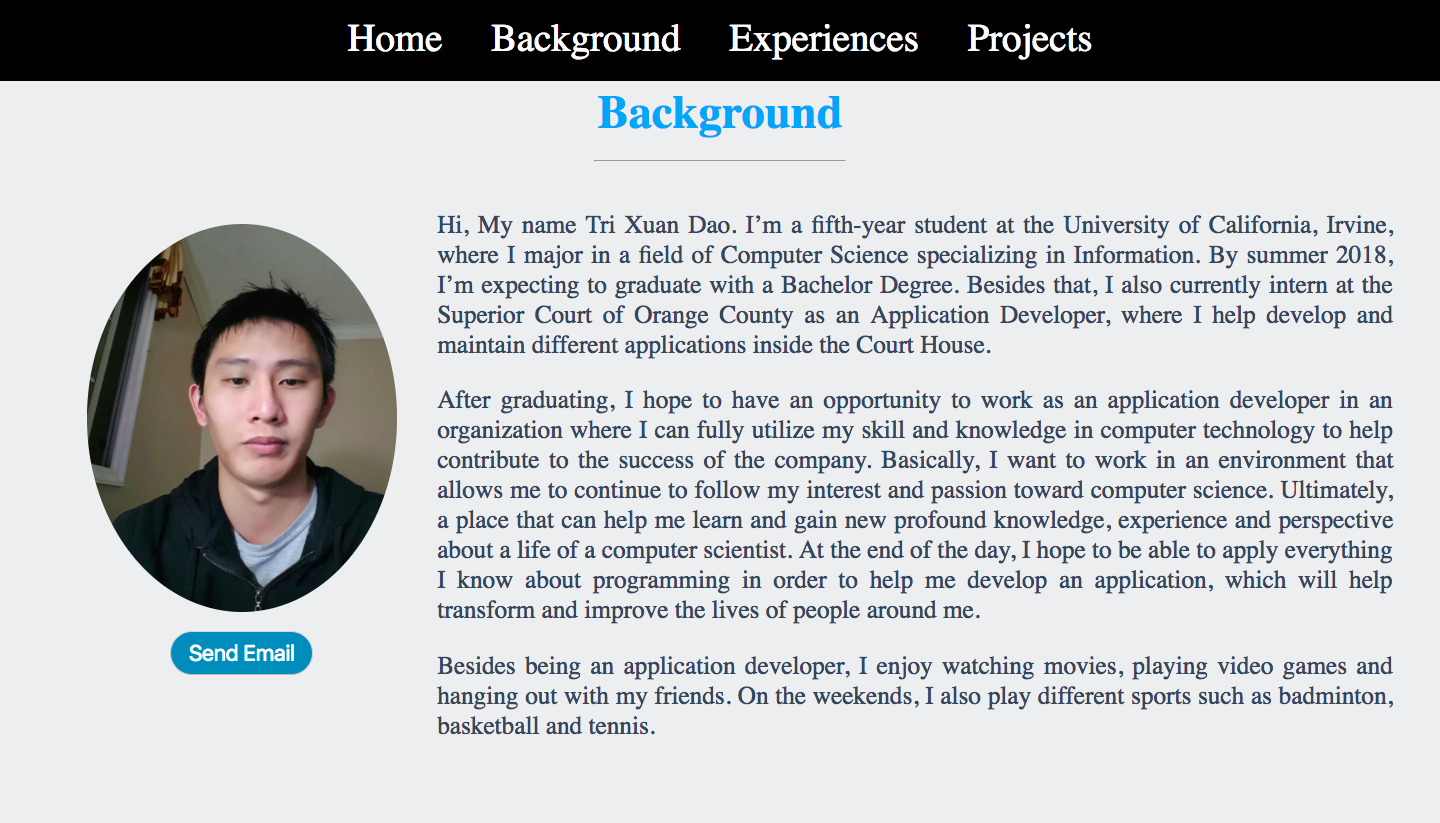 Home Background Experiences Projects
Background
Hi, My name Tri Xuan Dao. I’m a fifth-year student at the University of California, Irvine,
where I major in a field of Computer Science specializing in Information. By summer 2018,
I’m expecting to graduate with a Bachelor Degree. Besides that, I also currently intern at the
Superior Court of Orange County as an Application Developer, where I help develop and
maintain different applications inside the Court House.
After graduating, I hope to have an opportunity to work as an application developer in an
organization where I can fully utilize my skill and knowledge in computer technology to help
contribute to the success of the company. Basically, I want to work in an environment that
allows me to continue to follow my interest and passion toward computer science. Ultimately,
a place that can help me learn and gain new profound knowledge, experience and perspective
about a life of a computer scientist. At the end of the day, I hope to be able to apply everything
I know about programming in order to help me develop an application, which will help
transform and improve the lives of people around me.
Besides being an application developer, I enjoy watching movies, playing video games and
hanging out with my friends. On the weekends, I also play different sports such as badminton,
basketball and tennis.
Send Email